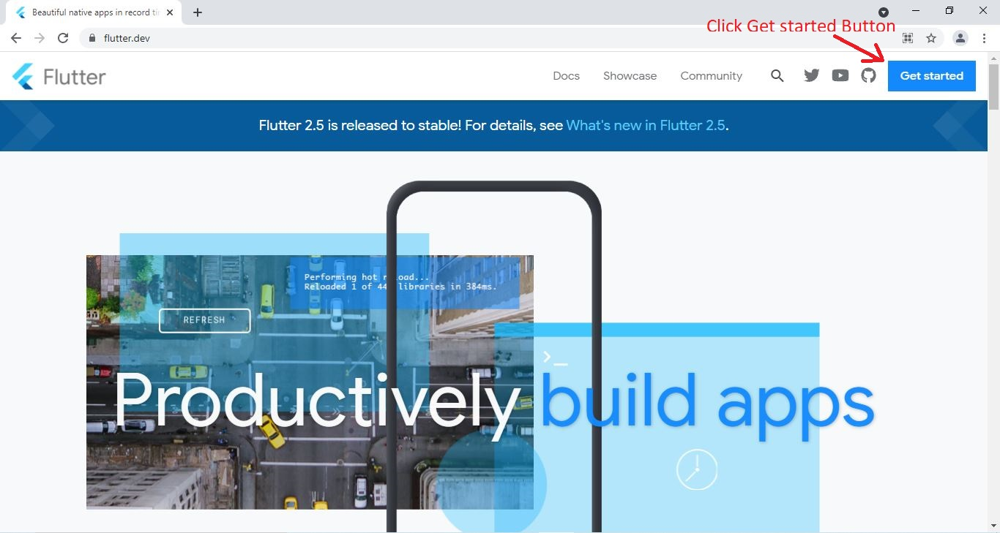 Beautiful native apps in record ti
flutter.dev
Click Get started Button
Flutter
Docs
Showcase
Community
Get started
Flutter 2.5 is released to stable! For details, see What's new in Flutter 2.5.
Performing hot r oad...
Reloaded 1 of 44 libraries in 384ms.
REFRESH
>_
Productively build apps